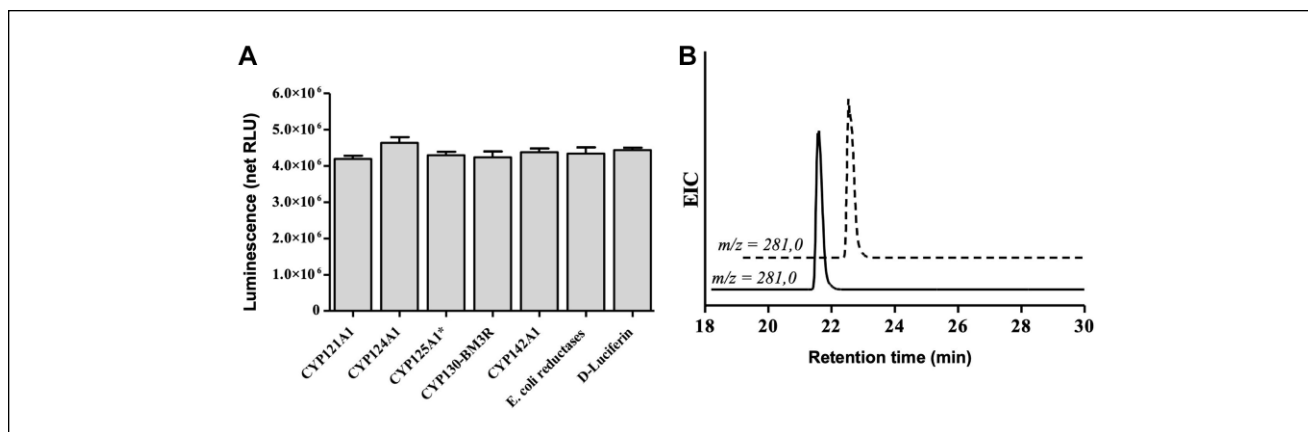 A
Luminescence (net RLU)
6.0×10⁶
5.0×10⁶
4.0×10⁶
3.0×10⁶
2.0×10⁶
1.0×10⁶
0
CYP121A1
CYP124A1
CYP125A1*
CYP130-BM3R
CYP142A1
E. coli reductases
D-Luciferin
B
EIC
m/z = 281,0
m/z = 281,0
18 20 22 24 26 28 30
Retention time (min)